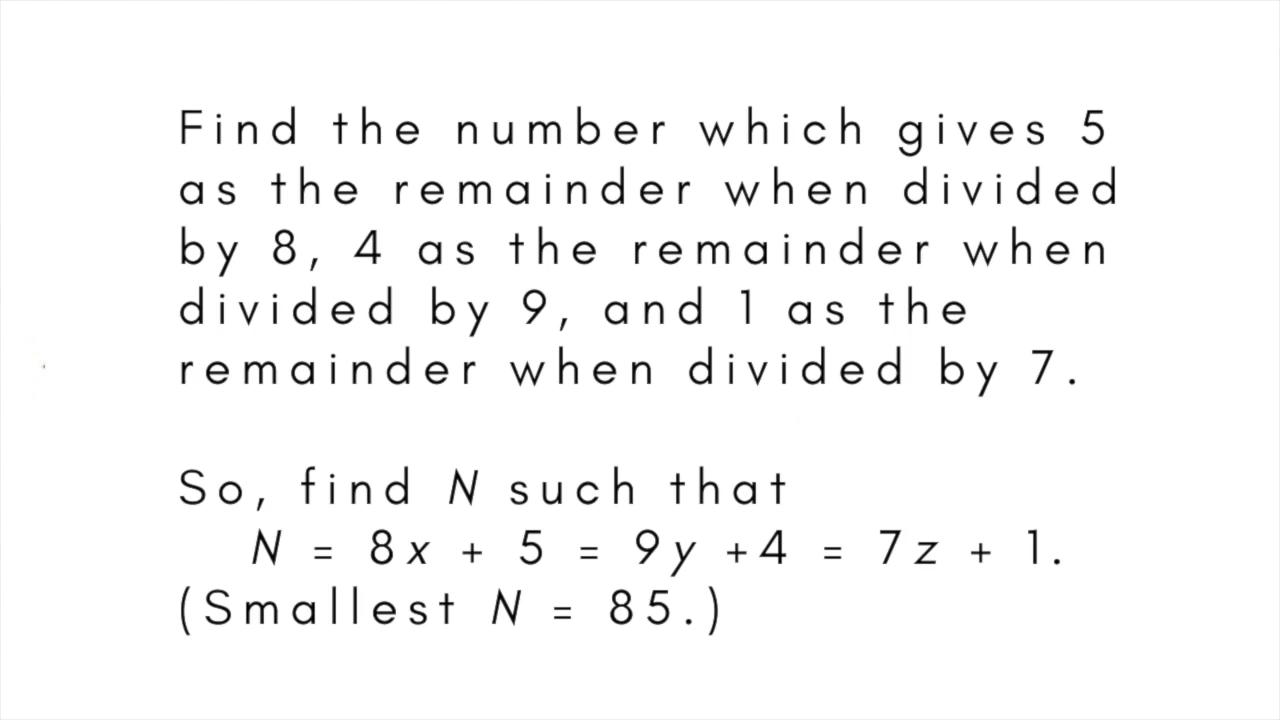 Find the number which gives 5
as the remainder when divided
by 8, 4 as the remainder when
divided by 9, and 1 as the
remainder when divided by 7.
So, find N such that
N = 8x + 5 = 9y +4 = 7z + 1.
(Smallest N = 85.)